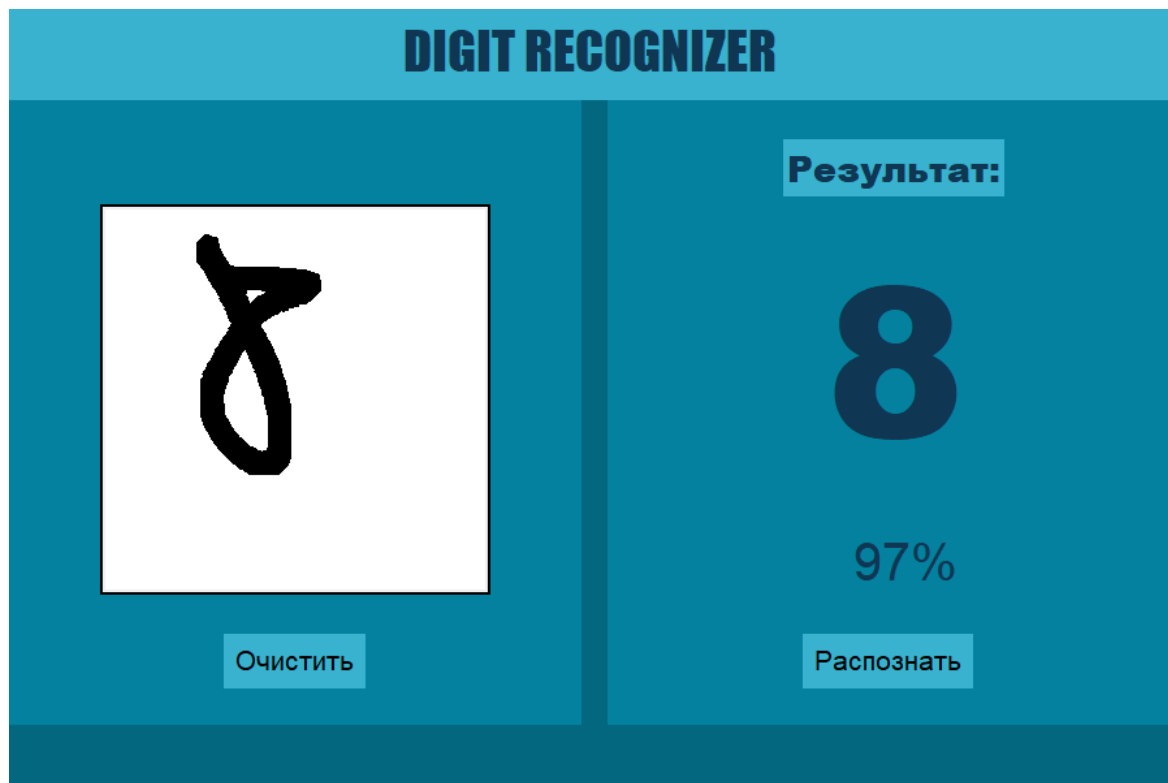 DIGIT RECOGNIZER
Результат:
8
8
97%
Очистить
Распознать